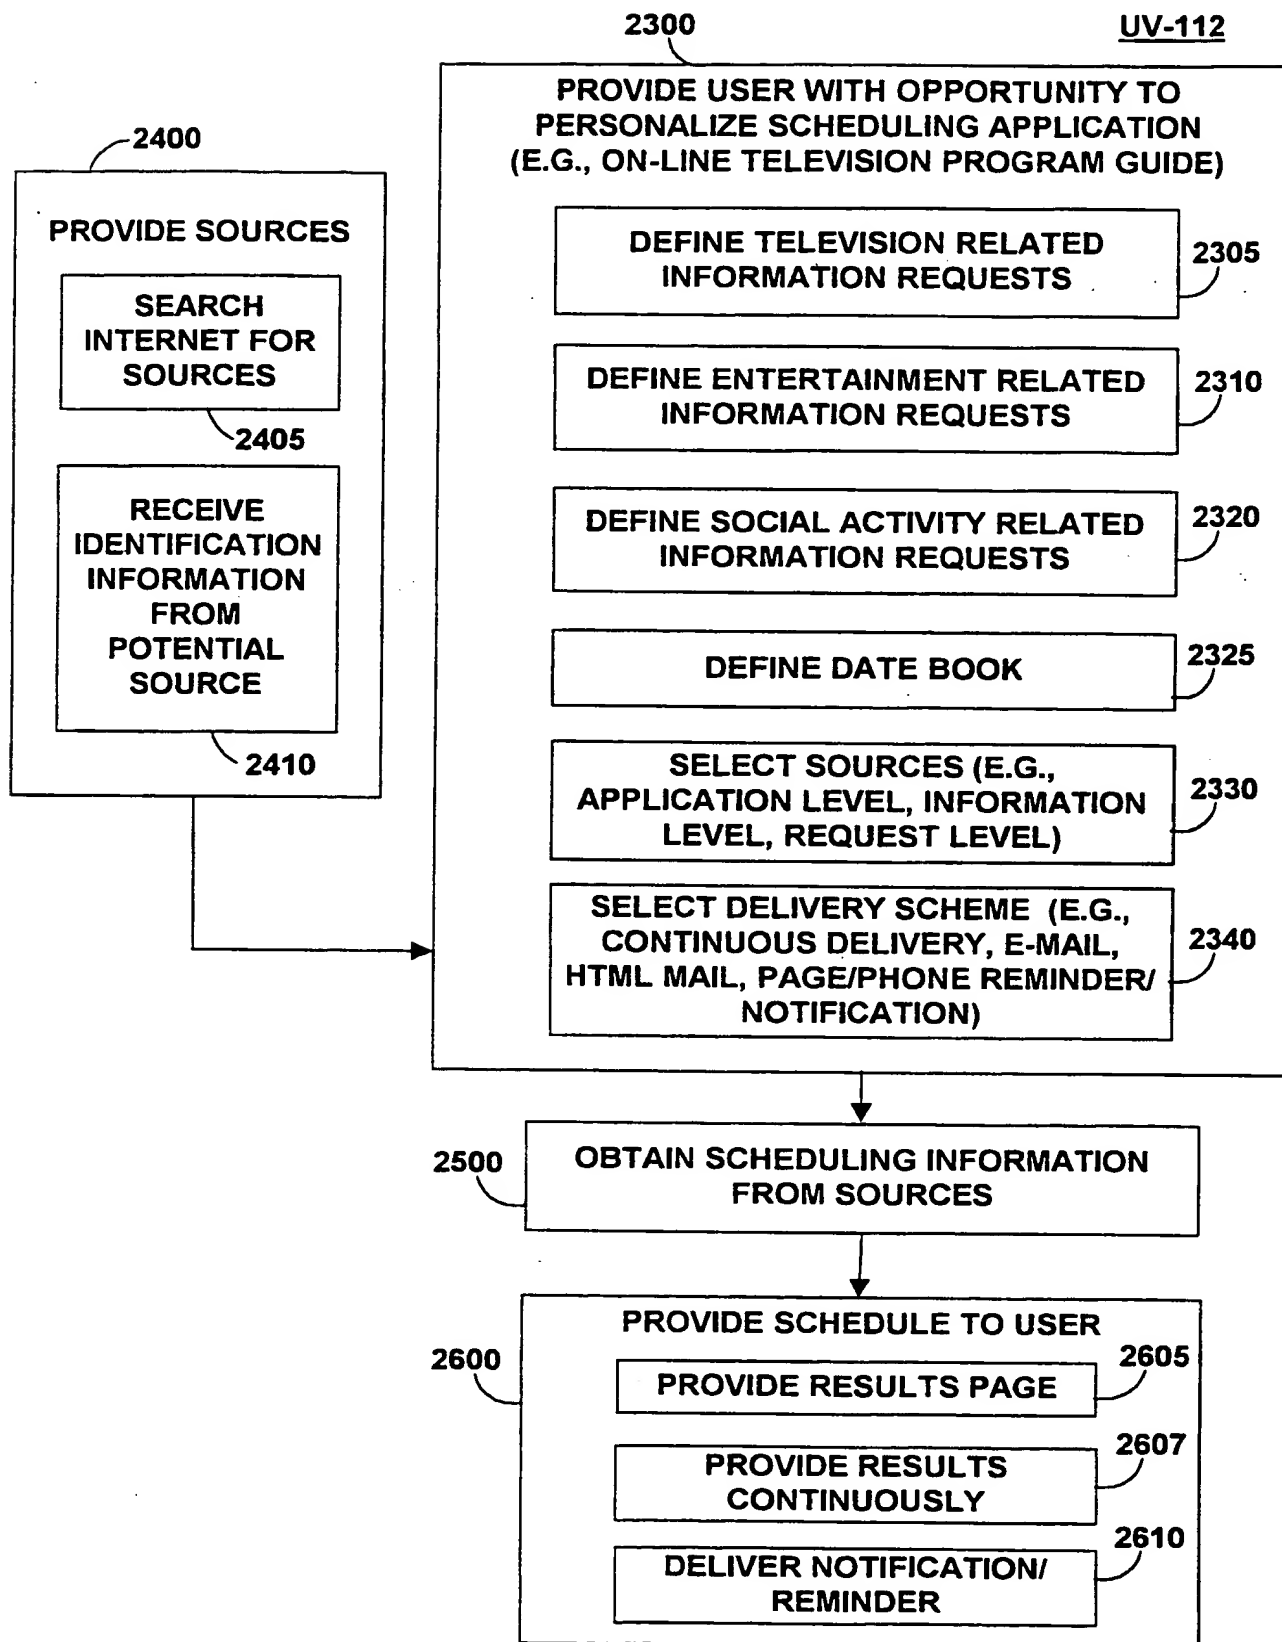 2300
UV-112
PROVIDE USER WITH OPPORTUNITY TO
PERSONALIZE SCHEDULING APPLICATION
(E.G., ON-LINE TELEVISION PROGRAM GUIDE)
2400
PROVIDE SOURCES
SEARCH
INTERNET FOR
SOURCES
2405
RECEIVE
IDENTIFICATION
INFORMATION
FROM
POTENTIAL
SOURCE
2410
DEFINE TELEVISION RELATED
INFORMATION REQUESTS
2305
DEFINE ENTERTAINMENT RELATED
INFORMATION REQUESTS
2310
DEFINE SOCIAL ACTIVITY RELATED
INFORMATION REQUESTS
2320
DEFINE DATE BOOK
2325
SELECT SOURCES (E.G.,
APPLICATION LEVEL, INFORMATION
LEVEL, REQUEST LEVEL)
2330
SELECT DELIVERY SCHEME (E.G.,
CONTINUOUS DELIVERY, E-MAIL,
HTML MAIL, PAGE/PHONE REMINDER/
NOTIFICATION)
2340
2500
OBTAIN SCHEDULING INFORMATION
FROM SOURCES
2600
PROVIDE SCHEDULE TO USER
PROVIDE RESULTS PAGE
2605
PROVIDE RESULTS
CONTINUOUSLY
2607
DELIVER NOTIFICATION/
REMINDER
2610